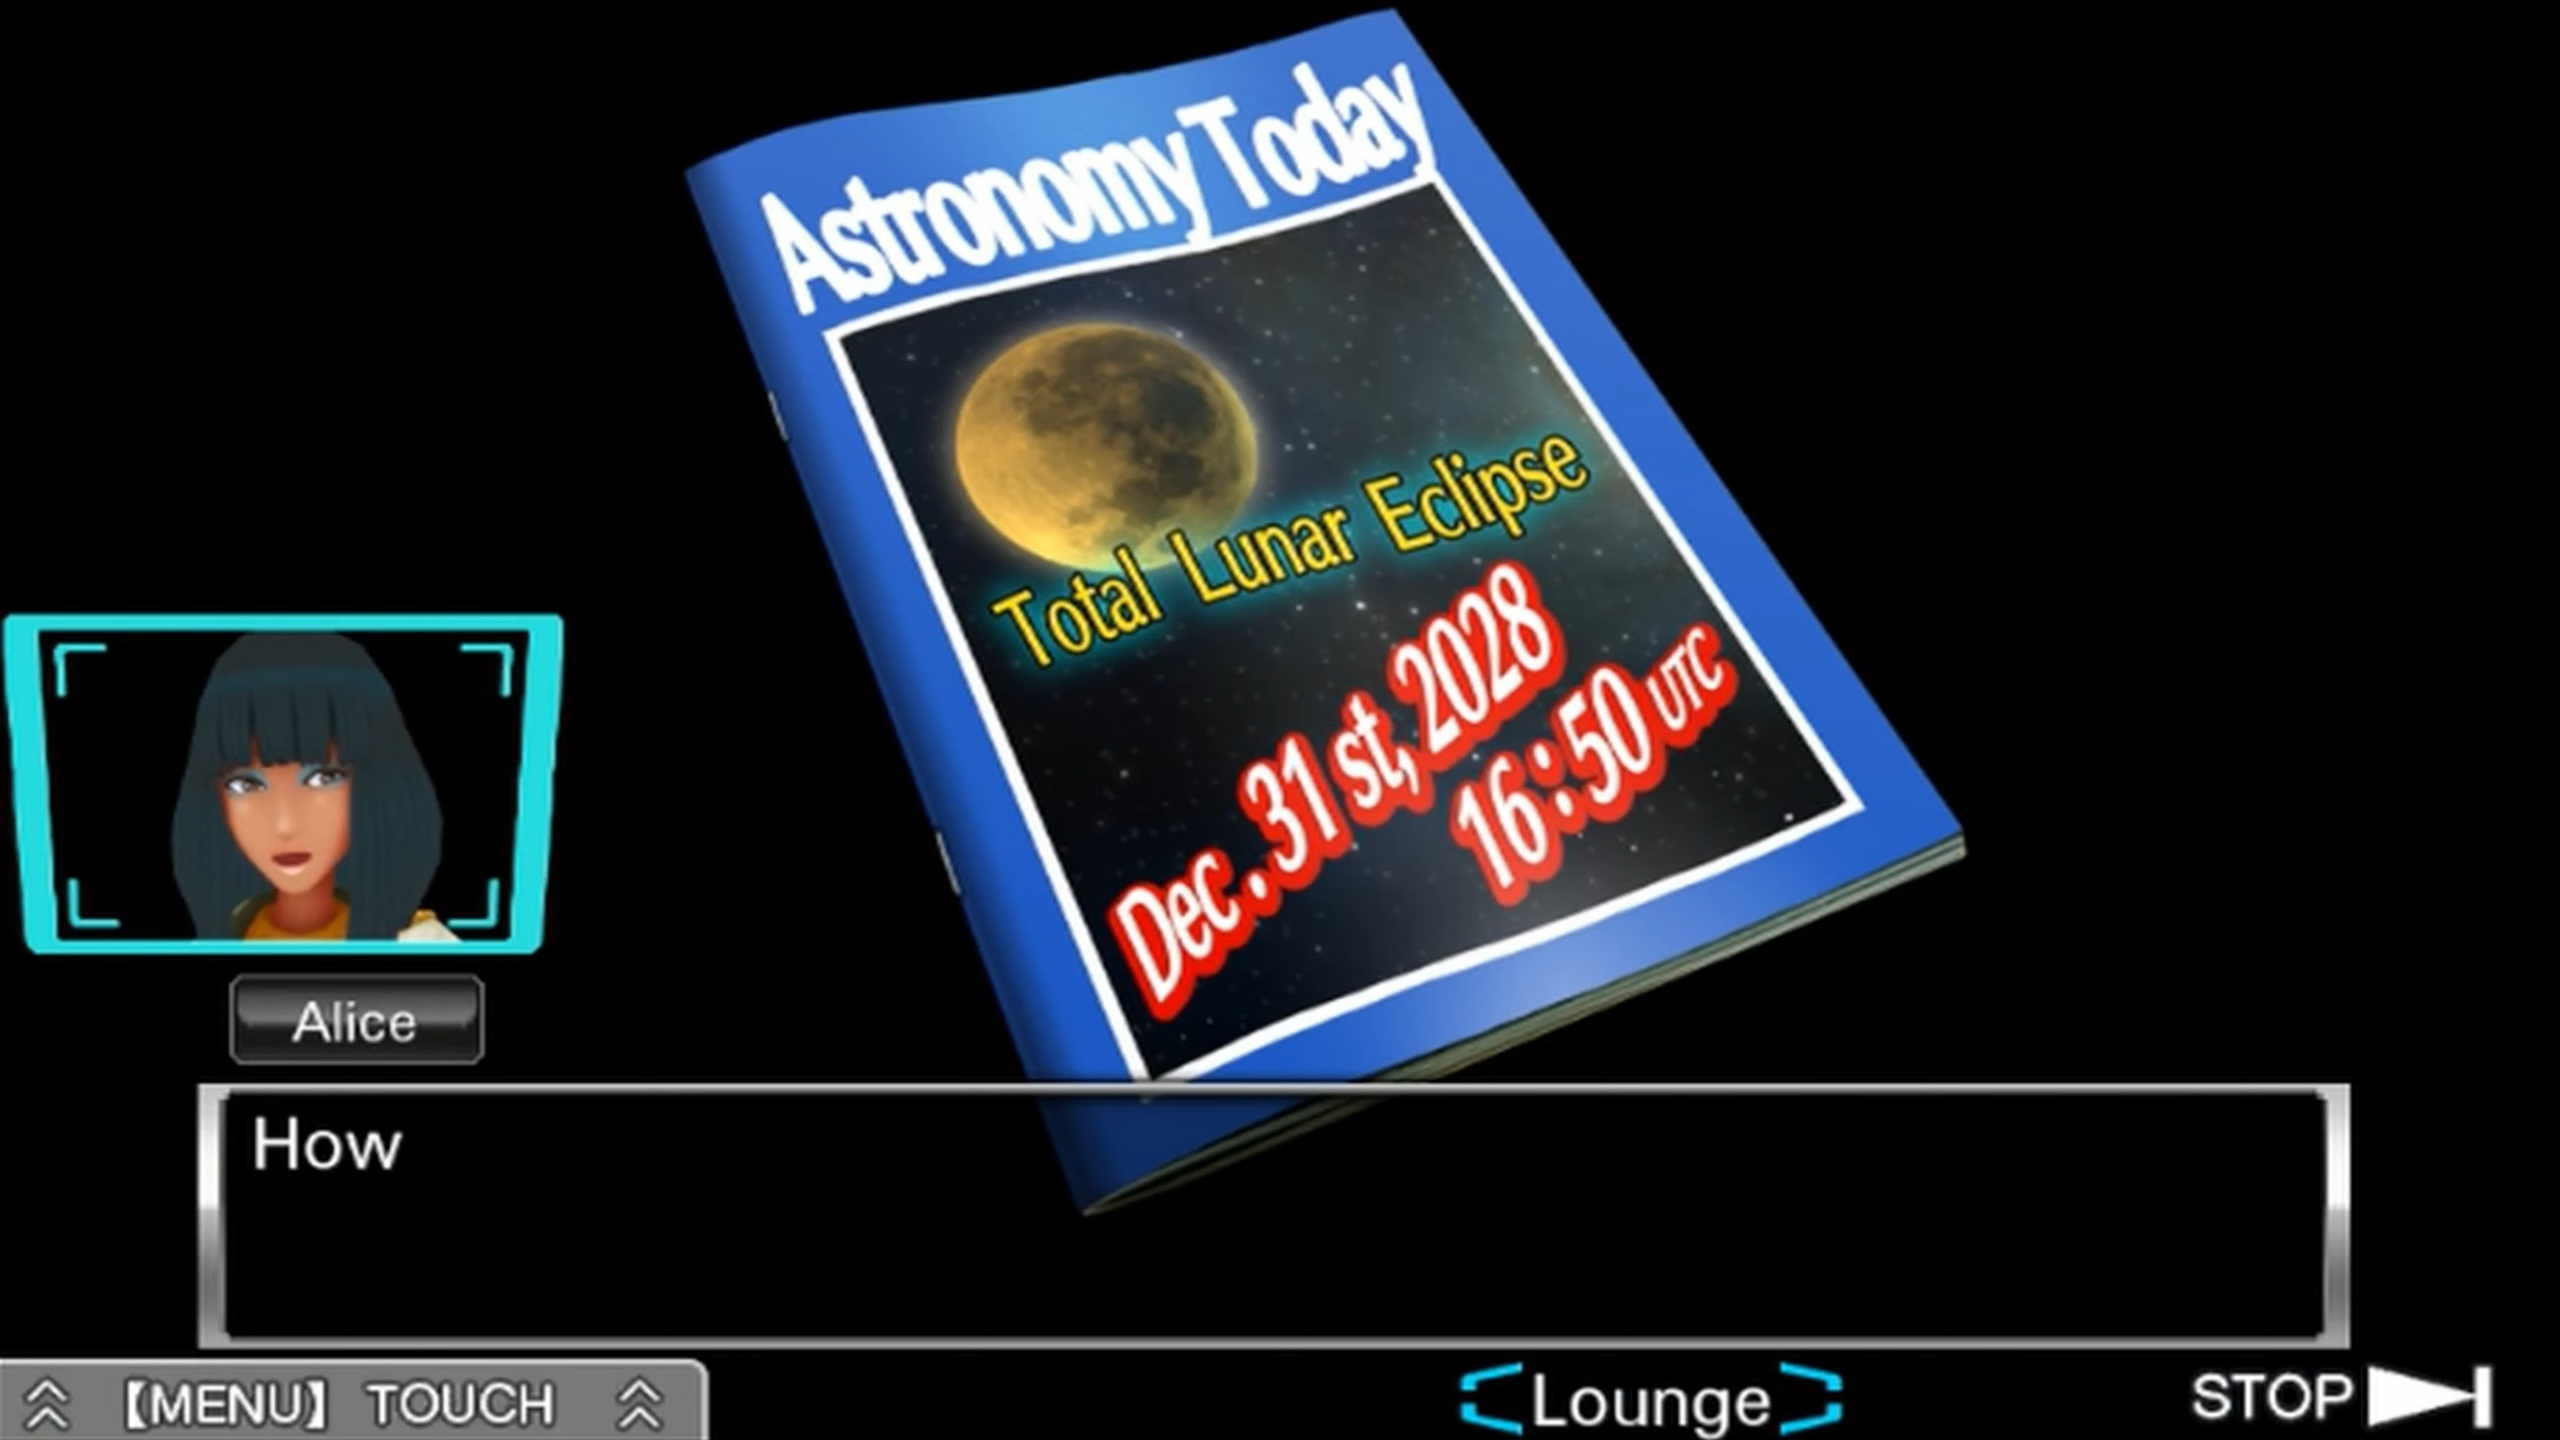 Astronomy Today
Total Lunar Eclipse
Dec. 31 st, 2028
16:50 UTC
Alice
How
【MENU】 TOUCH
Lounge
STOP